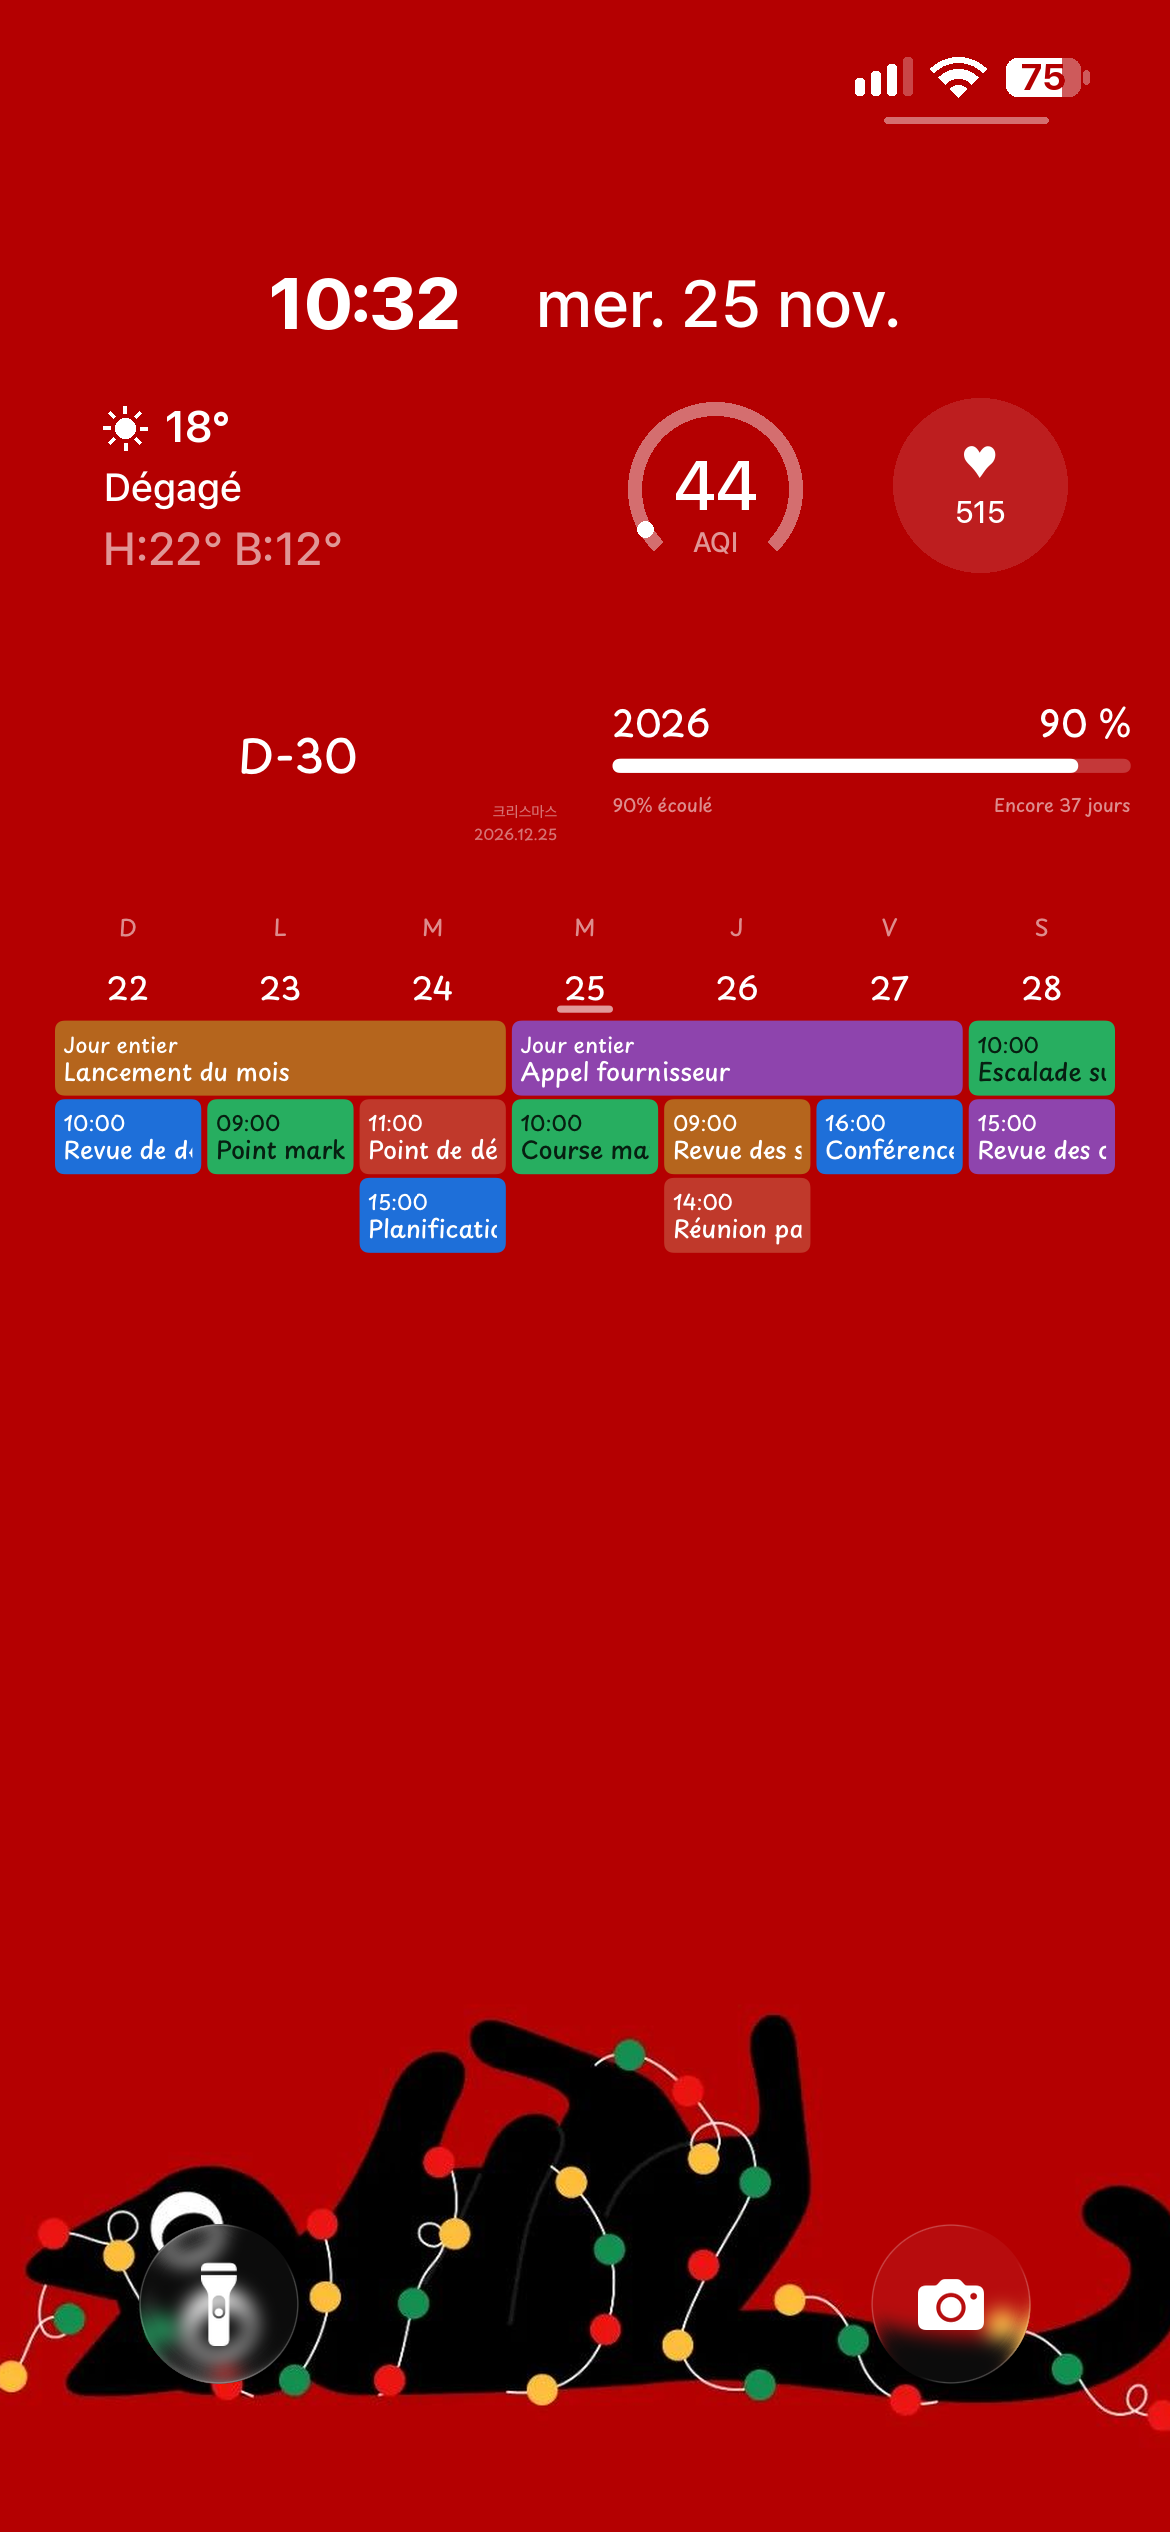 75
10:32 mer. 25 nov.
18°
Dégagé
H:22° B:12°
44
AQI
515
D-30
크리스마스
2026.12.25
2026 90 %
90% écoulé Encore 37 jours
D L M M J V S
22 23 24 25 26 27 28
Jour entier
Lancement du mois
Jour entier
Appel fournisseur
10:00
Escalade
10:00
Revue de
09:00
Point mark
11:00
Point de dé
10:00
Course ma
09:00
Revue des
16:00
Conférence
15:00
Revue des
15:00
Planificati
14:00
Réunion pa